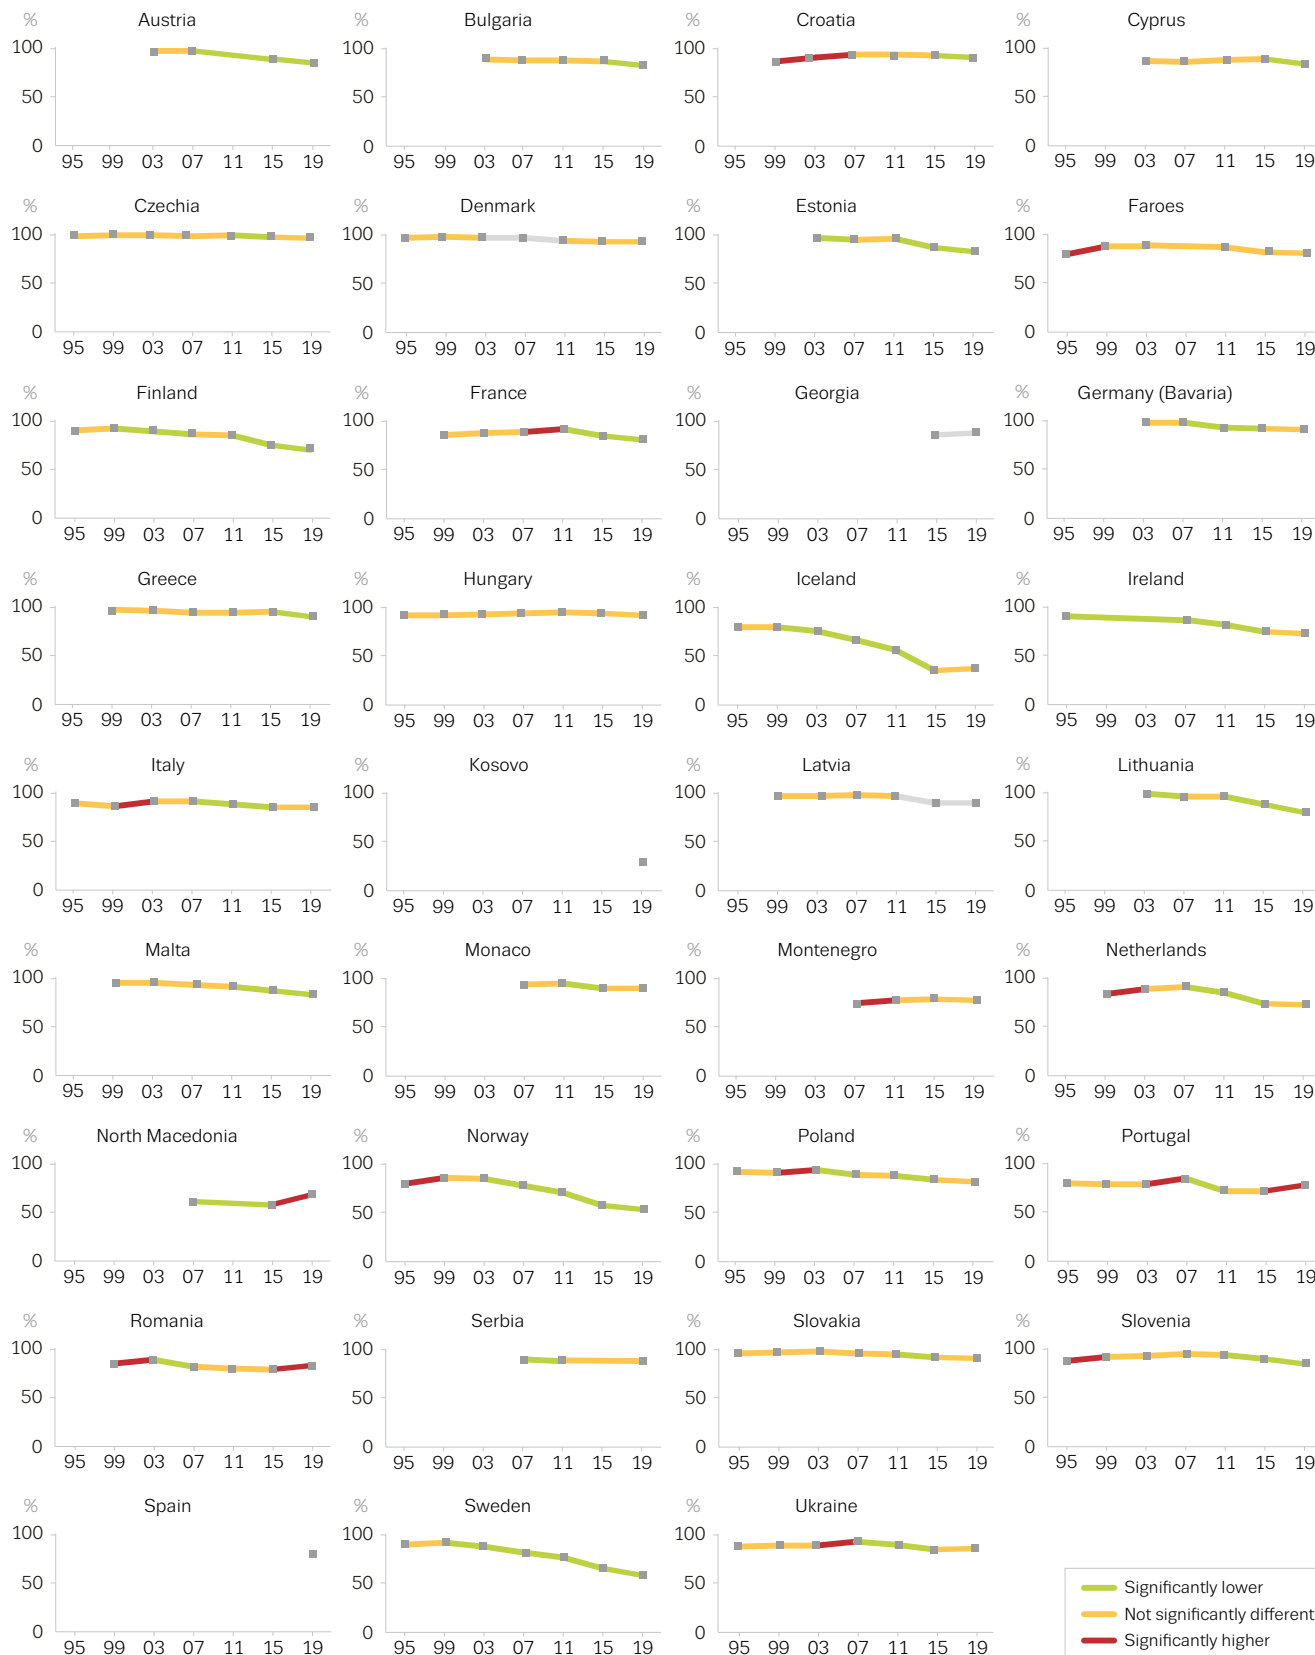 % Austria % Bulgaria % Croatia % Cyprus
100 100 100 100
50 50 50 50
0 0 0 0
95 99 03 07 11 15 19 95 99 03 07 11 15 19 95 99 03 07 11 15 19 95 99 03 07 11 15 19
% Czechia % Denmark % Estonia % Faroes
100 100 100 100
50 50 50 50
0 0 0 0
95 99 03 07 11 15 19 95 99 03 07 11 15 19 95 99 03 07 11 15 19 95 99 03 07 11 15 19
% Finland % France % Georgia % Germany (Bavaria)
100 100 100 100
50 50 50 50
0 0 0 0
95 99 03 07 11 15 19 95 99 03 07 11 15 19 95 99 03 07 11 15 19 95 99 03 07 11 15 19
% Greece % Hungary % Iceland % Ireland
100 100 100 100
50 50 50 50
0 0 0 0
95 99 03 07 11 15 19 95 99 03 07 11 15 19 95 99 03 07 11 15 19 95 99 03 07 11 15 19
% Italy % Kosovo % Latvia % Lithuania
100 100 100 100
50 50 50 50
0 0 0 0
95 99 03 07 11 15 19 95 99 03 07 11 15 19 95 99 03 07 11 15 19 95 99 03 07 11 15 19
% Malta % Monaco % Montenegro % Netherlands
100 100 100 100
50 50 50 50
0 0 0 0
95 99 03 07 11 15 19 95 99 03 07 11 15 19 95 99 03 07 11 15 19 95 99 03 07 11 15 19
% North Macedonia % Norway % Poland % Portugal
100 100 100 100
50 50 50 50
0 0 0 0
95 99 03 07 11 15 19 95 99 03 07 11 15 19 95 99 03 07 11 15 19 95 99 03 07 11 15 19
% Romania % Serbia % Slovakia % Slovenia
100 100 100 100
50 50 50 50
0 0 0 0
95 99 03 07 11 15 19 95 99 03 07 11 15 19 95 99 03 07 11 15 19 95 99 03 07 11 15 19
% Spain % Sweden % Ukraine
100 100 100
50 50 50
0 0 0
95 99 03 07 11 15 19 95 99 03 07 11 15 19 95 99 03 07 11 15 19
Significantly lower
Not significantly different
Significantly higher